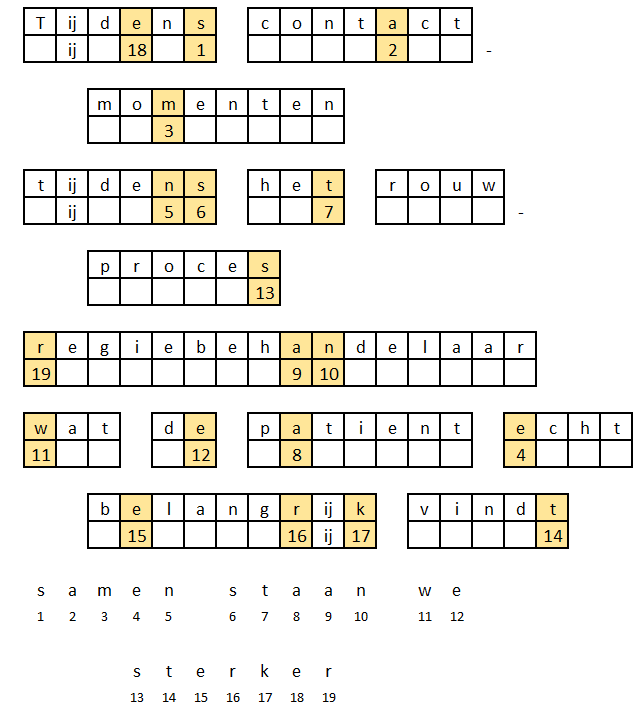 T ij d e n s c o n t a c t
ij 18 1 2 -
m o m e n t e n
3
t ij d e n s h e t r o u w
ij 5 6 7 -
p r o c e s
13
r e g i e b e h a n d e l a a r
19 9 10
w a t d e p a t i e n t e c h t
11 12 8 4
b e l a n g r ij k v i n d t
15 16 ij 17 14
s a m e n s t a a n w e
1 2 3 4 5 6 7 8 9 10 11 12
s t e r k e r
13 14 15 16 17 18 19